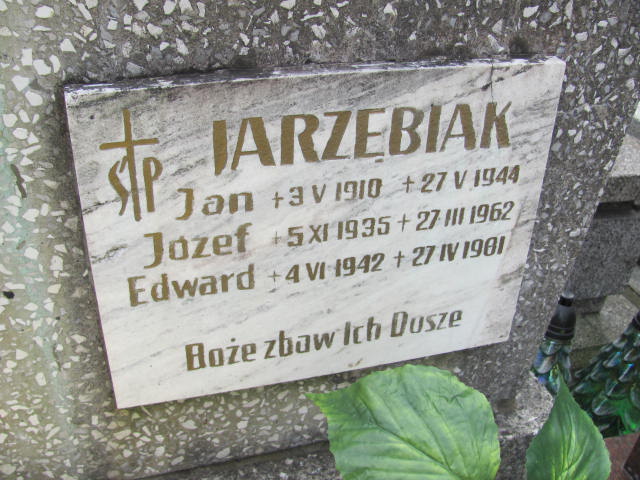 ŚP JARZĘBIAK
Jan +3 V 1910 +27 V 1944
Józef +5 XI 1935 +27 III 1962
Edward +4 VI 1942 +27 IV 1981
Boże zbaw Ich Dusze